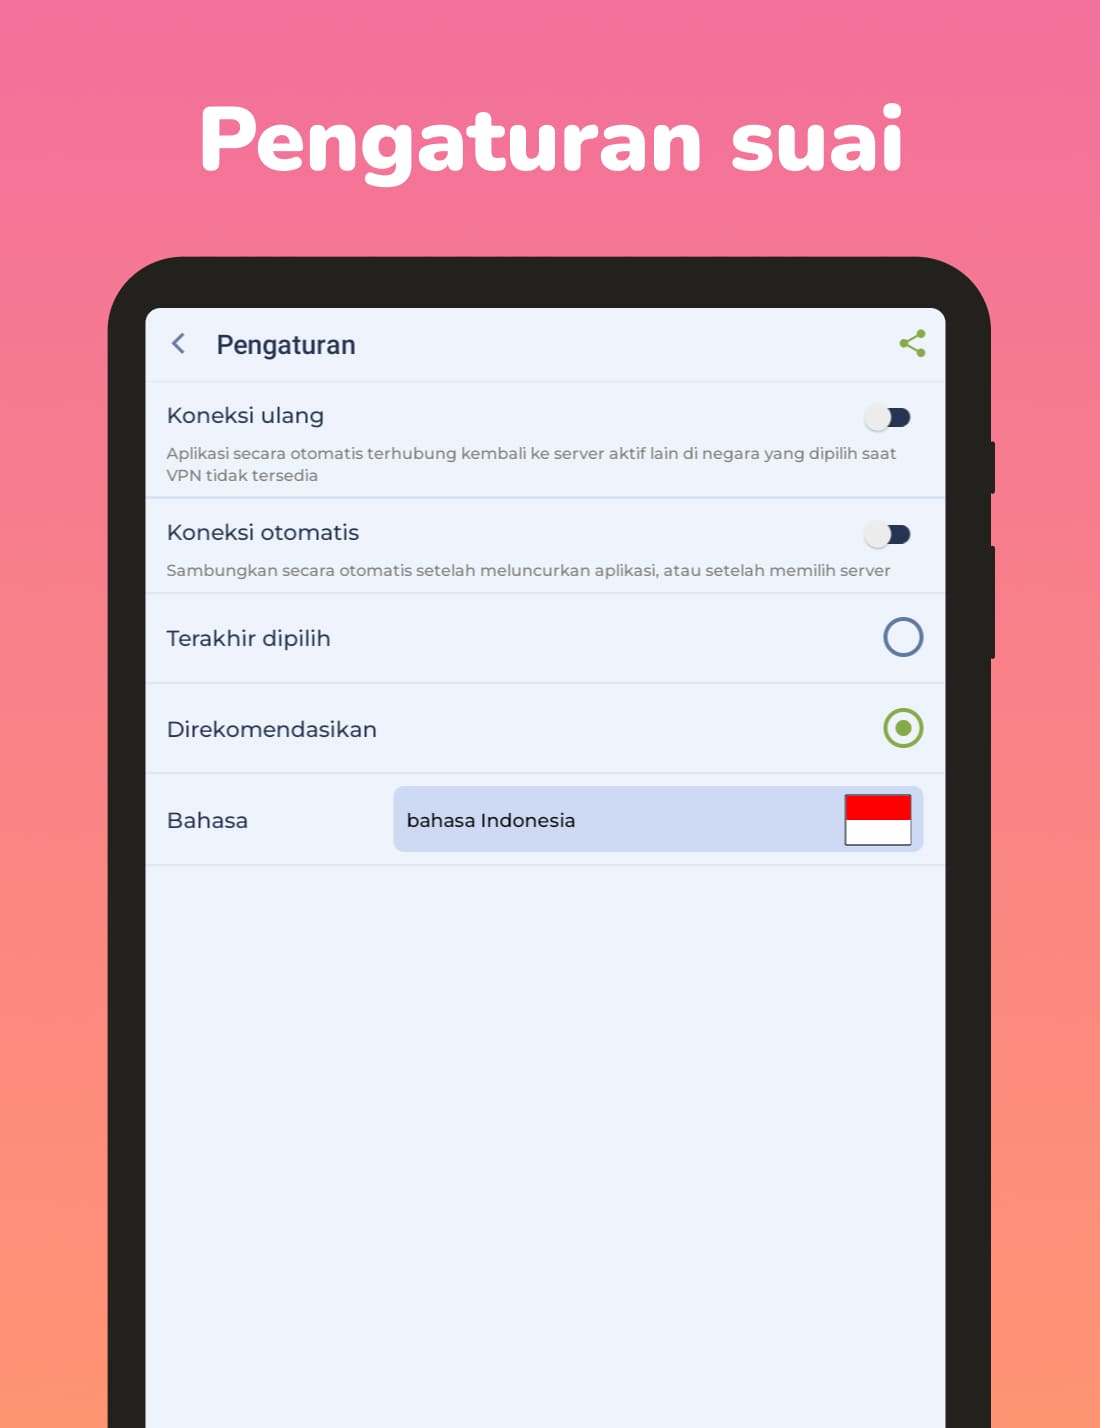 Pengaturan suai
Pengaturan
Koneksi ulang
Aplikasi secara otomatis terhubung kembali ke server aktif lain di negara yang dipilih saat
VPN tidak tersedia
Koneksi otomatis
Sambungkan secara otomatis setelah meluncurkan aplikasi, atau setelah memilih server
Terakhir dipilih
Direkomendasikan
Bahasa
bahasa Indonesia